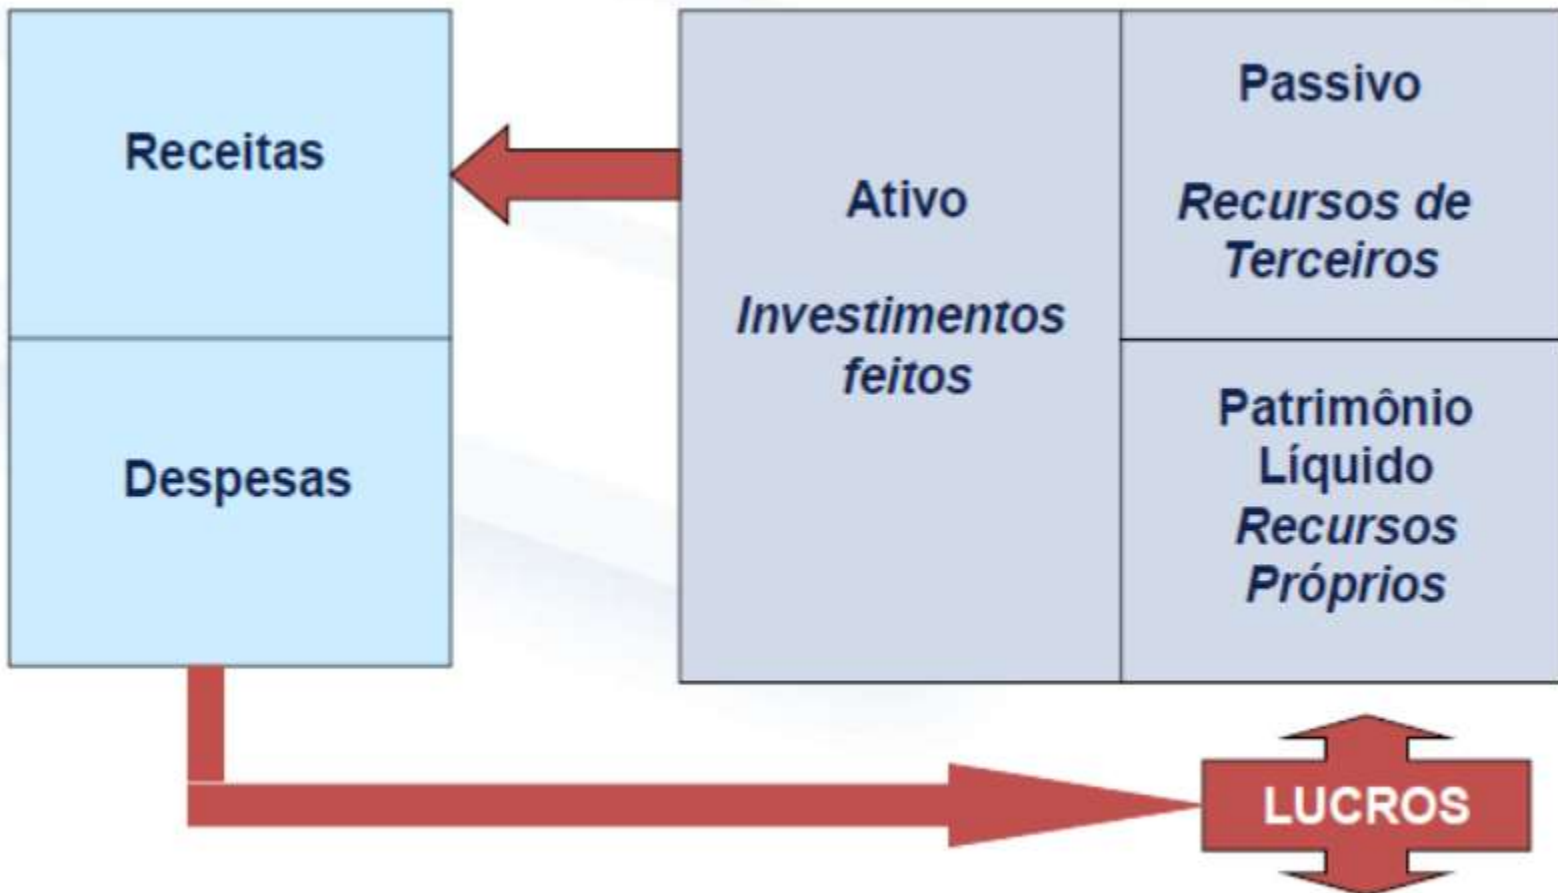 Receitas
Despesas
Ativo
Investimentos
feitos
Passivo
Recursos de
Terceiros
Patrimônio
Líquido
Recursos
Próprios
LUCROS